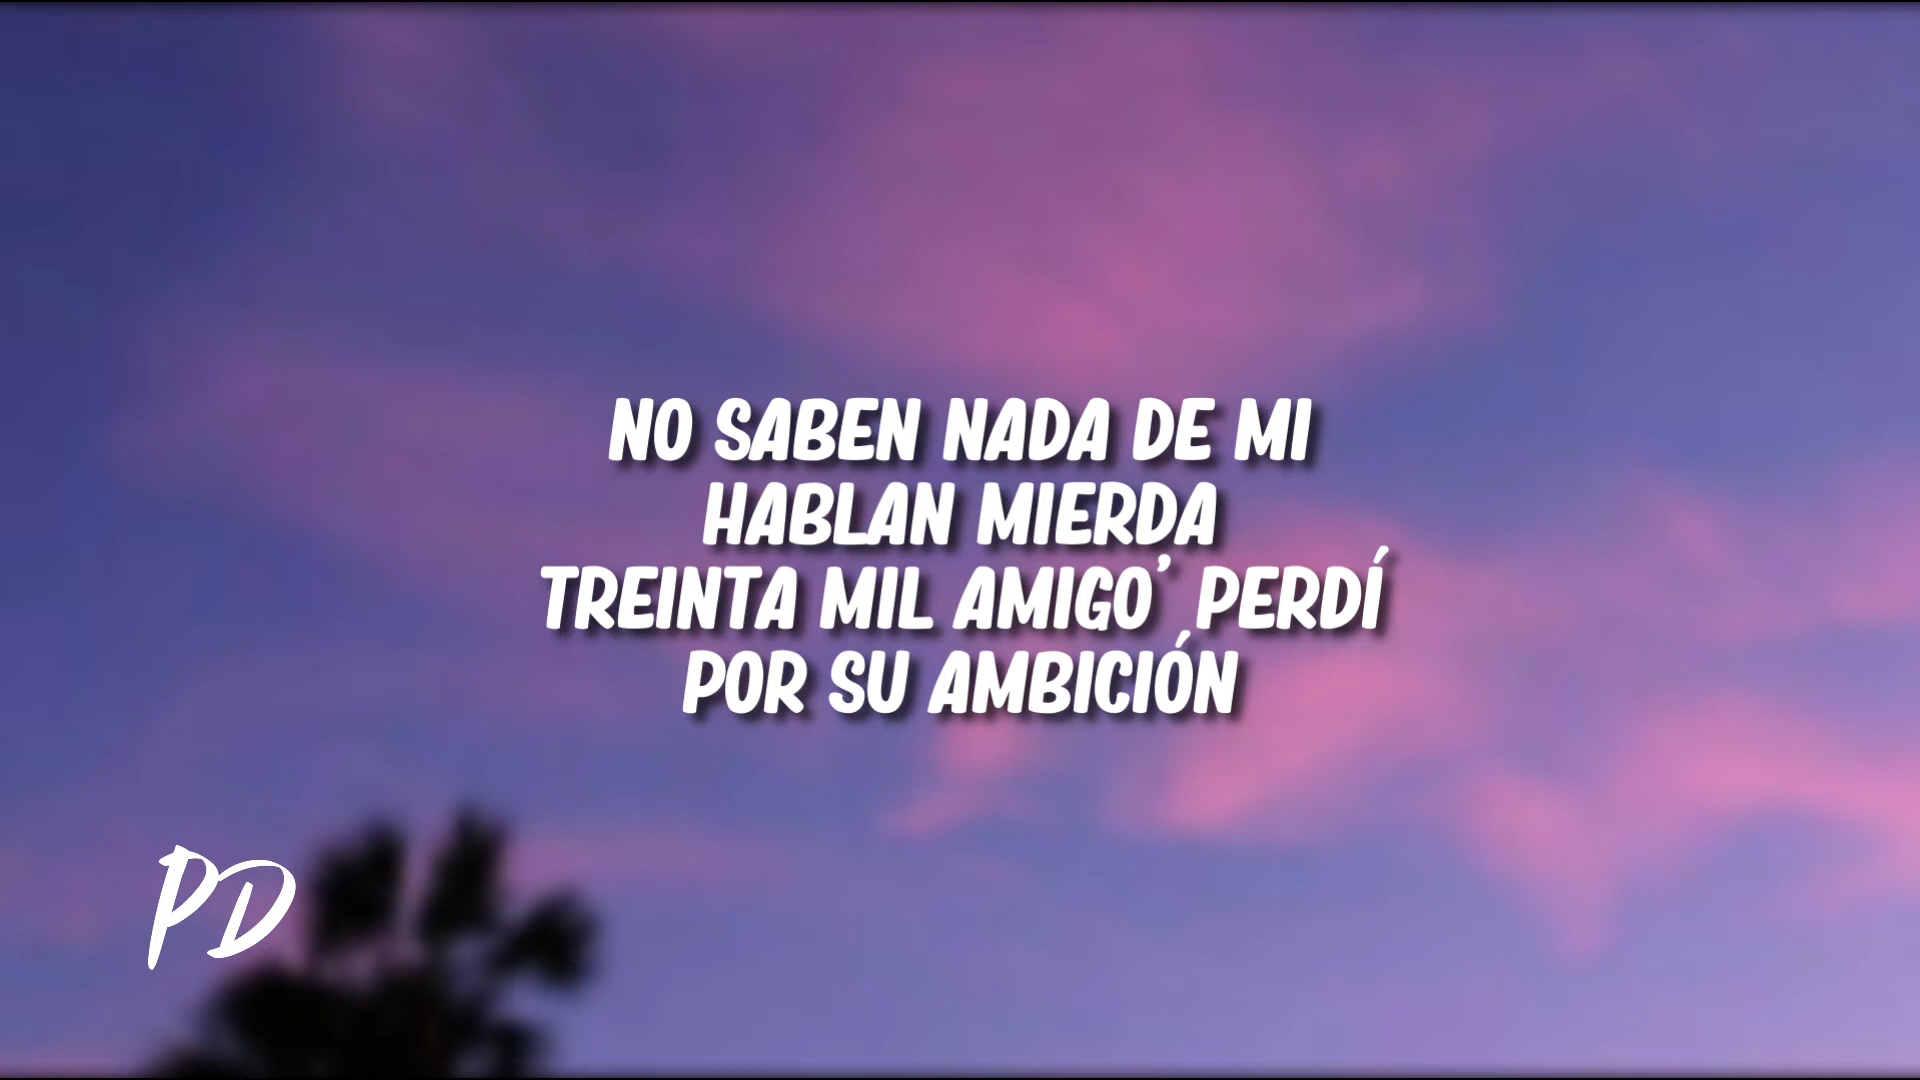 NO SABEN NADA DE MI
HABLAN MIERDA
TREINTA MIL AMIGO' PERDÍ
POR SU AMBICIÓN
PD